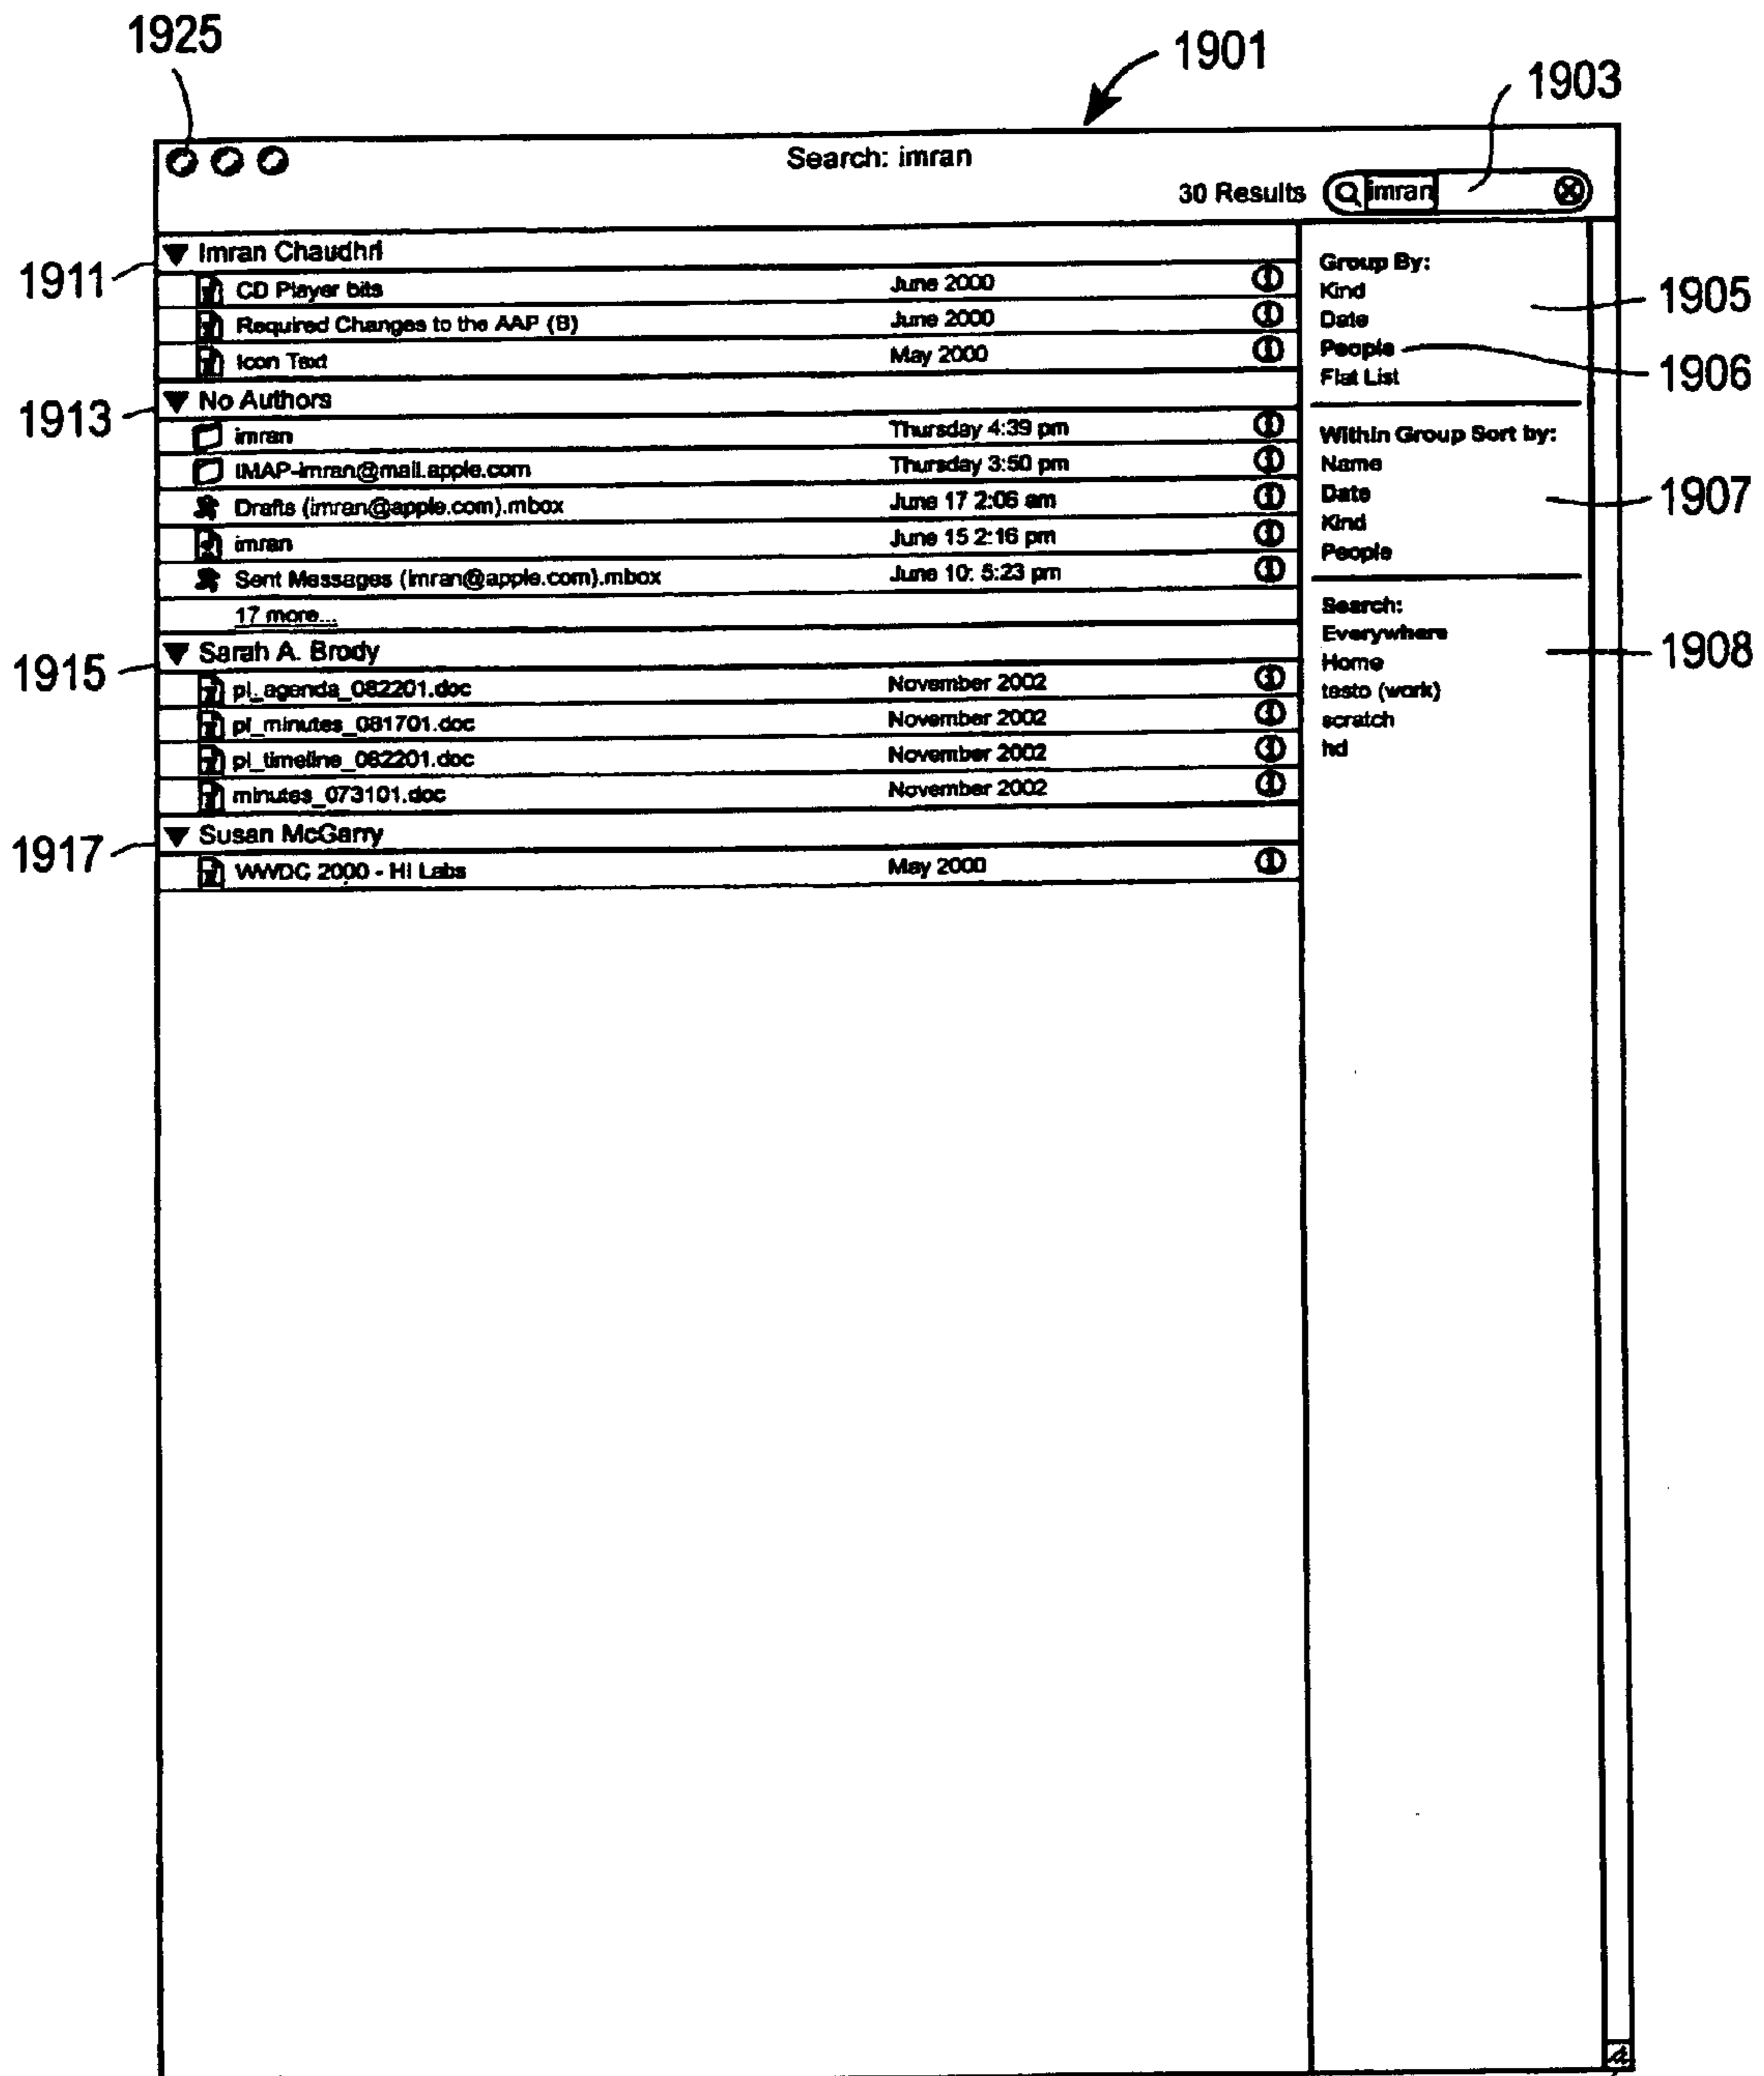 1925
1901
1903
Search: imran
30 Results imran
1911
Imran Chaudhri
CD Player bits June 2000
Required Changes to the AAP (B) June 2000
Icon Text May 2000
1913
No Authors
imran Thursday 4:39 pm
IMAP-imran@mail.apple.com Thursday 3:50 pm
Drafts (imran@apple.com).mbox June 17 2:06 am
imran June 15 2:16 pm
Sent Messages (imran@apple.com).mbox June 10: 5:23 pm
17 more...
1915
Sarah A. Brody
pl_agenda_082201.doc November 2002
pl_minutes_081701.doc November 2002
pl_timeline_082201.doc November 2002
minutes_073101.doc November 2002
1917
Susan McGarry
WWDC 2000 - HI Labs May 2000
Group By:
Kind
Date
People
Flat List
1905
1906
Within Group Sort by:
Name
Date
Kind
People
1907
Search:
Everywhere
Home
testo (work)
scratch
hd
1908